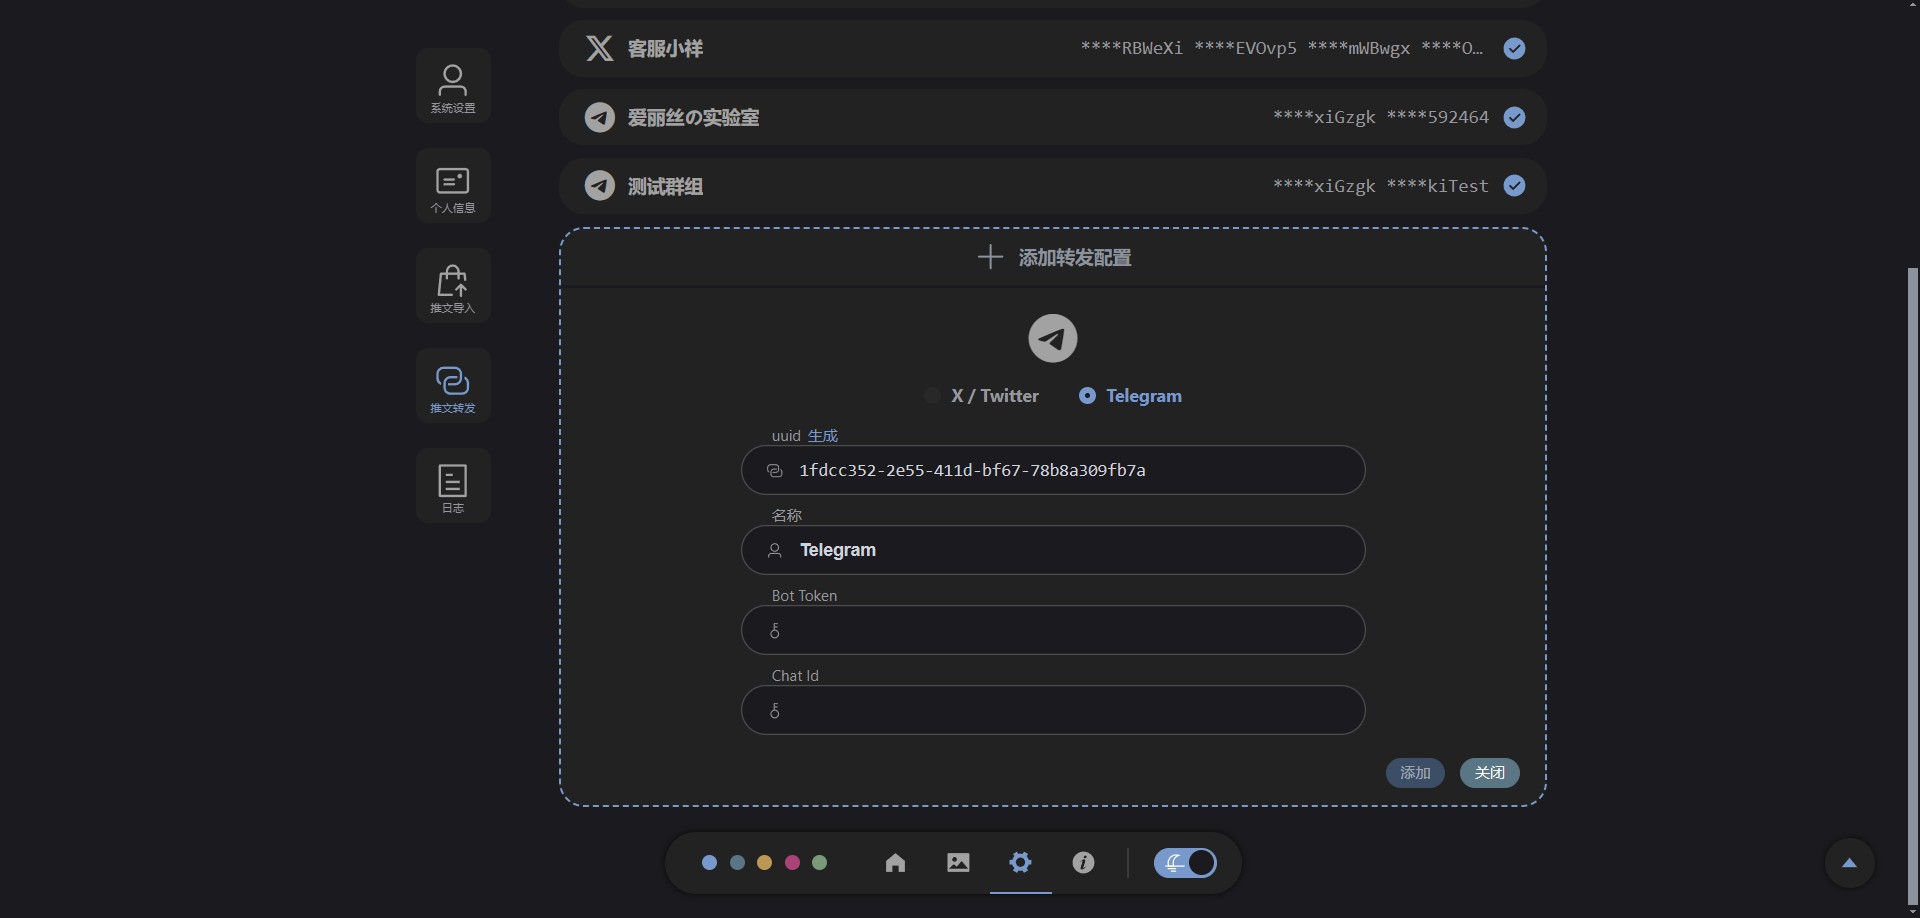 客服小祥 ****RBWeXi ****EVOvp5 ****mWBwgx ****O...
系统设置
爱丽丝の实验室 ****xiGzgk ****592464
测试群组 ****xiGzgk ****kiTest
个人信息
添加转发配置
推文导入
X / Twitter Telegram
推文转发
uuid 生成
1fdcc352-2e55-411d-bf67-78b8a309fb7a
日志
名称
Telegram
Bot Token
Chat Id
添加 关闭